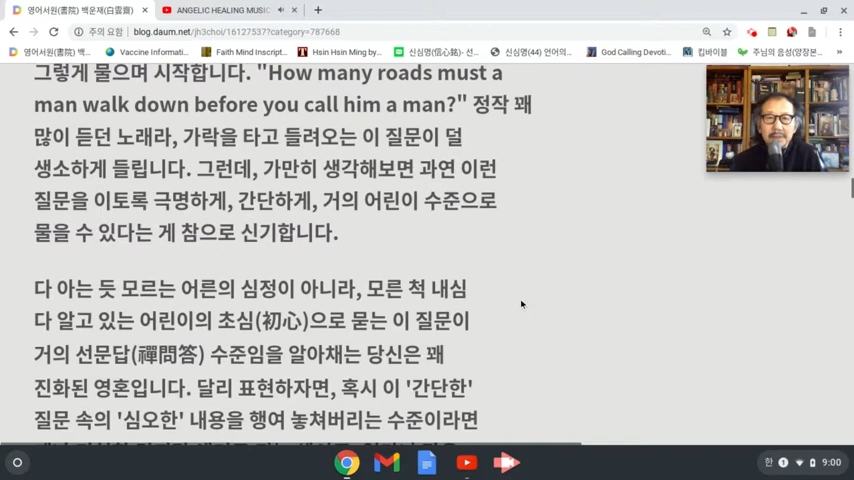 영어서원(書院) 백운재(白雲齋)
ANGELIC HEALING MUSIC
주의 요함
blog.daum.net/jh3choi/16127537?category=787668
영어서원(書院) 백운
Vaccine Informati...
Faith Mind Inscript...
Hsin Hsin Ming by...
신심명(信心銘) -
신심명(44) 언어의...
God Calling Devoti...
킵바이블
주님의 음성(양장본...
그렇게 물으며 시작합니다. "How many roads must a
man walk down before you call him a man?" 정작 꽤
많이 듣던 노래라, 가락을 타고 들려오는 이 질문이 덜
생소하게 들립니다. 그런데, 가만히 생각해보면 과연 이런
질문을 이토록 극명하게, 간단하게, 거의 어린이 수준으로
물을 수 있다는 게 참으로 신기합니다.
다 아는 듯 모르는 어른의 심정이 아니라, 모른 척 내심
다 알고 있는 어린이의 초심(初心)으로 묻는 이 질문이
거의 선문답(禪問答) 수준임을 알아채는 당신은 꽤
진화된 영혼입니다. 달리 표현하자면, 혹시 이 '간단한'
질문 속의 '심오한' 내용을 행여 놓쳐버리는 수준이라면
한
9:00